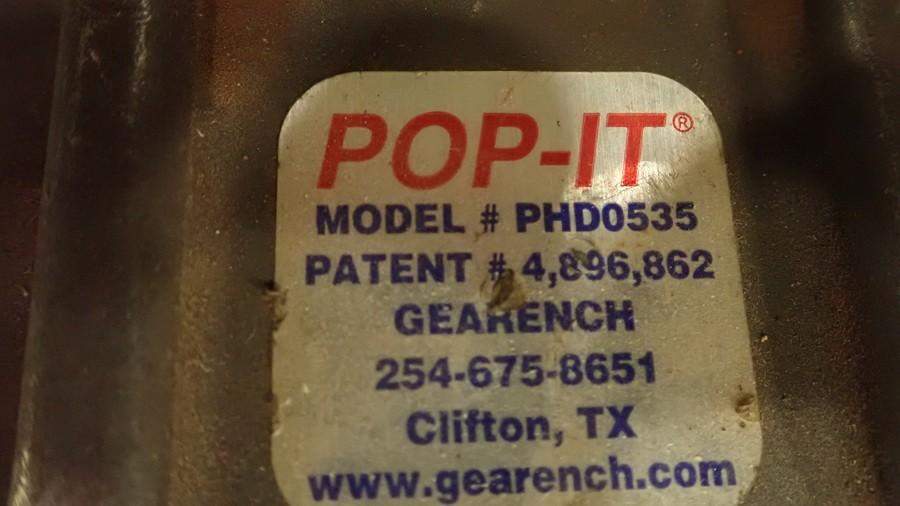 POP-IT®
MODEL # PHD0535
PATENT # 4,896,862
GEARENCH
254-675-8651
Clifton, TX
www.gearench.com